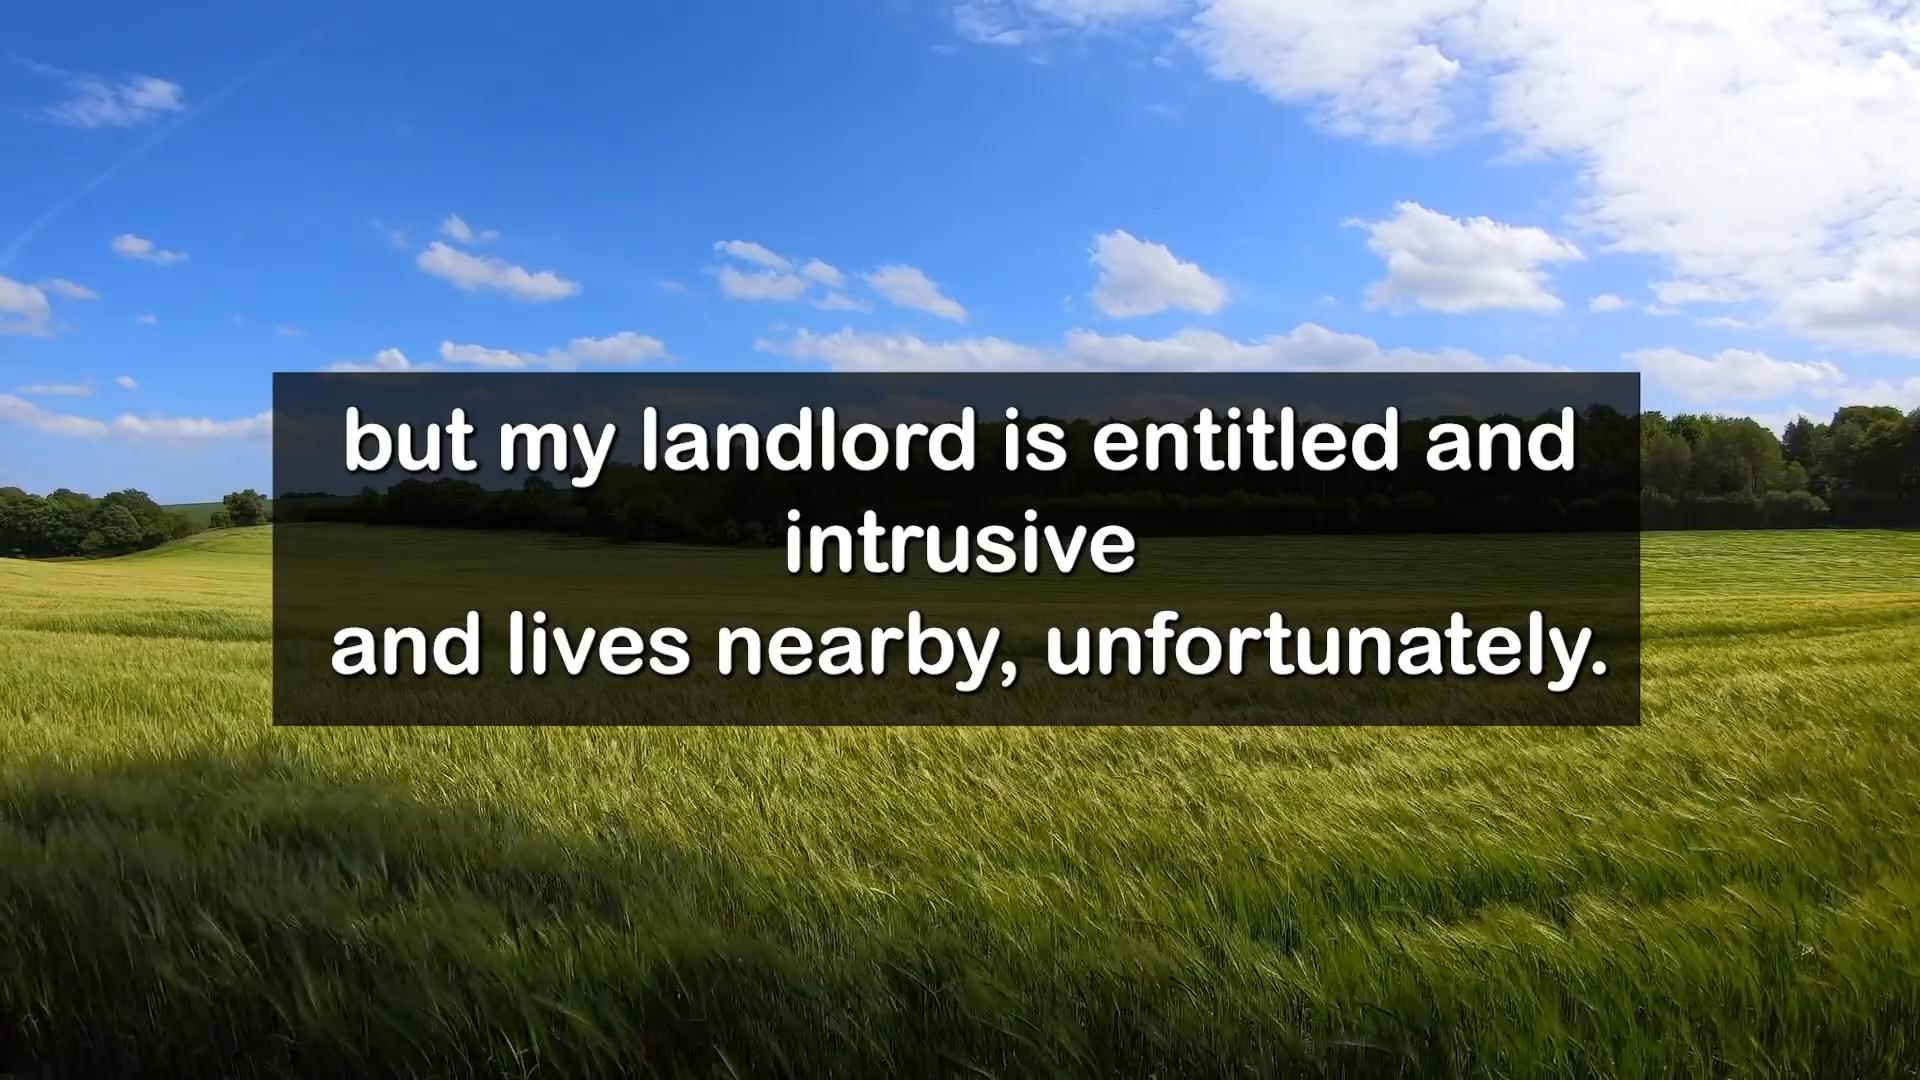 but my landlord is entitled and
intrusive
and lives nearby, unfortunately.